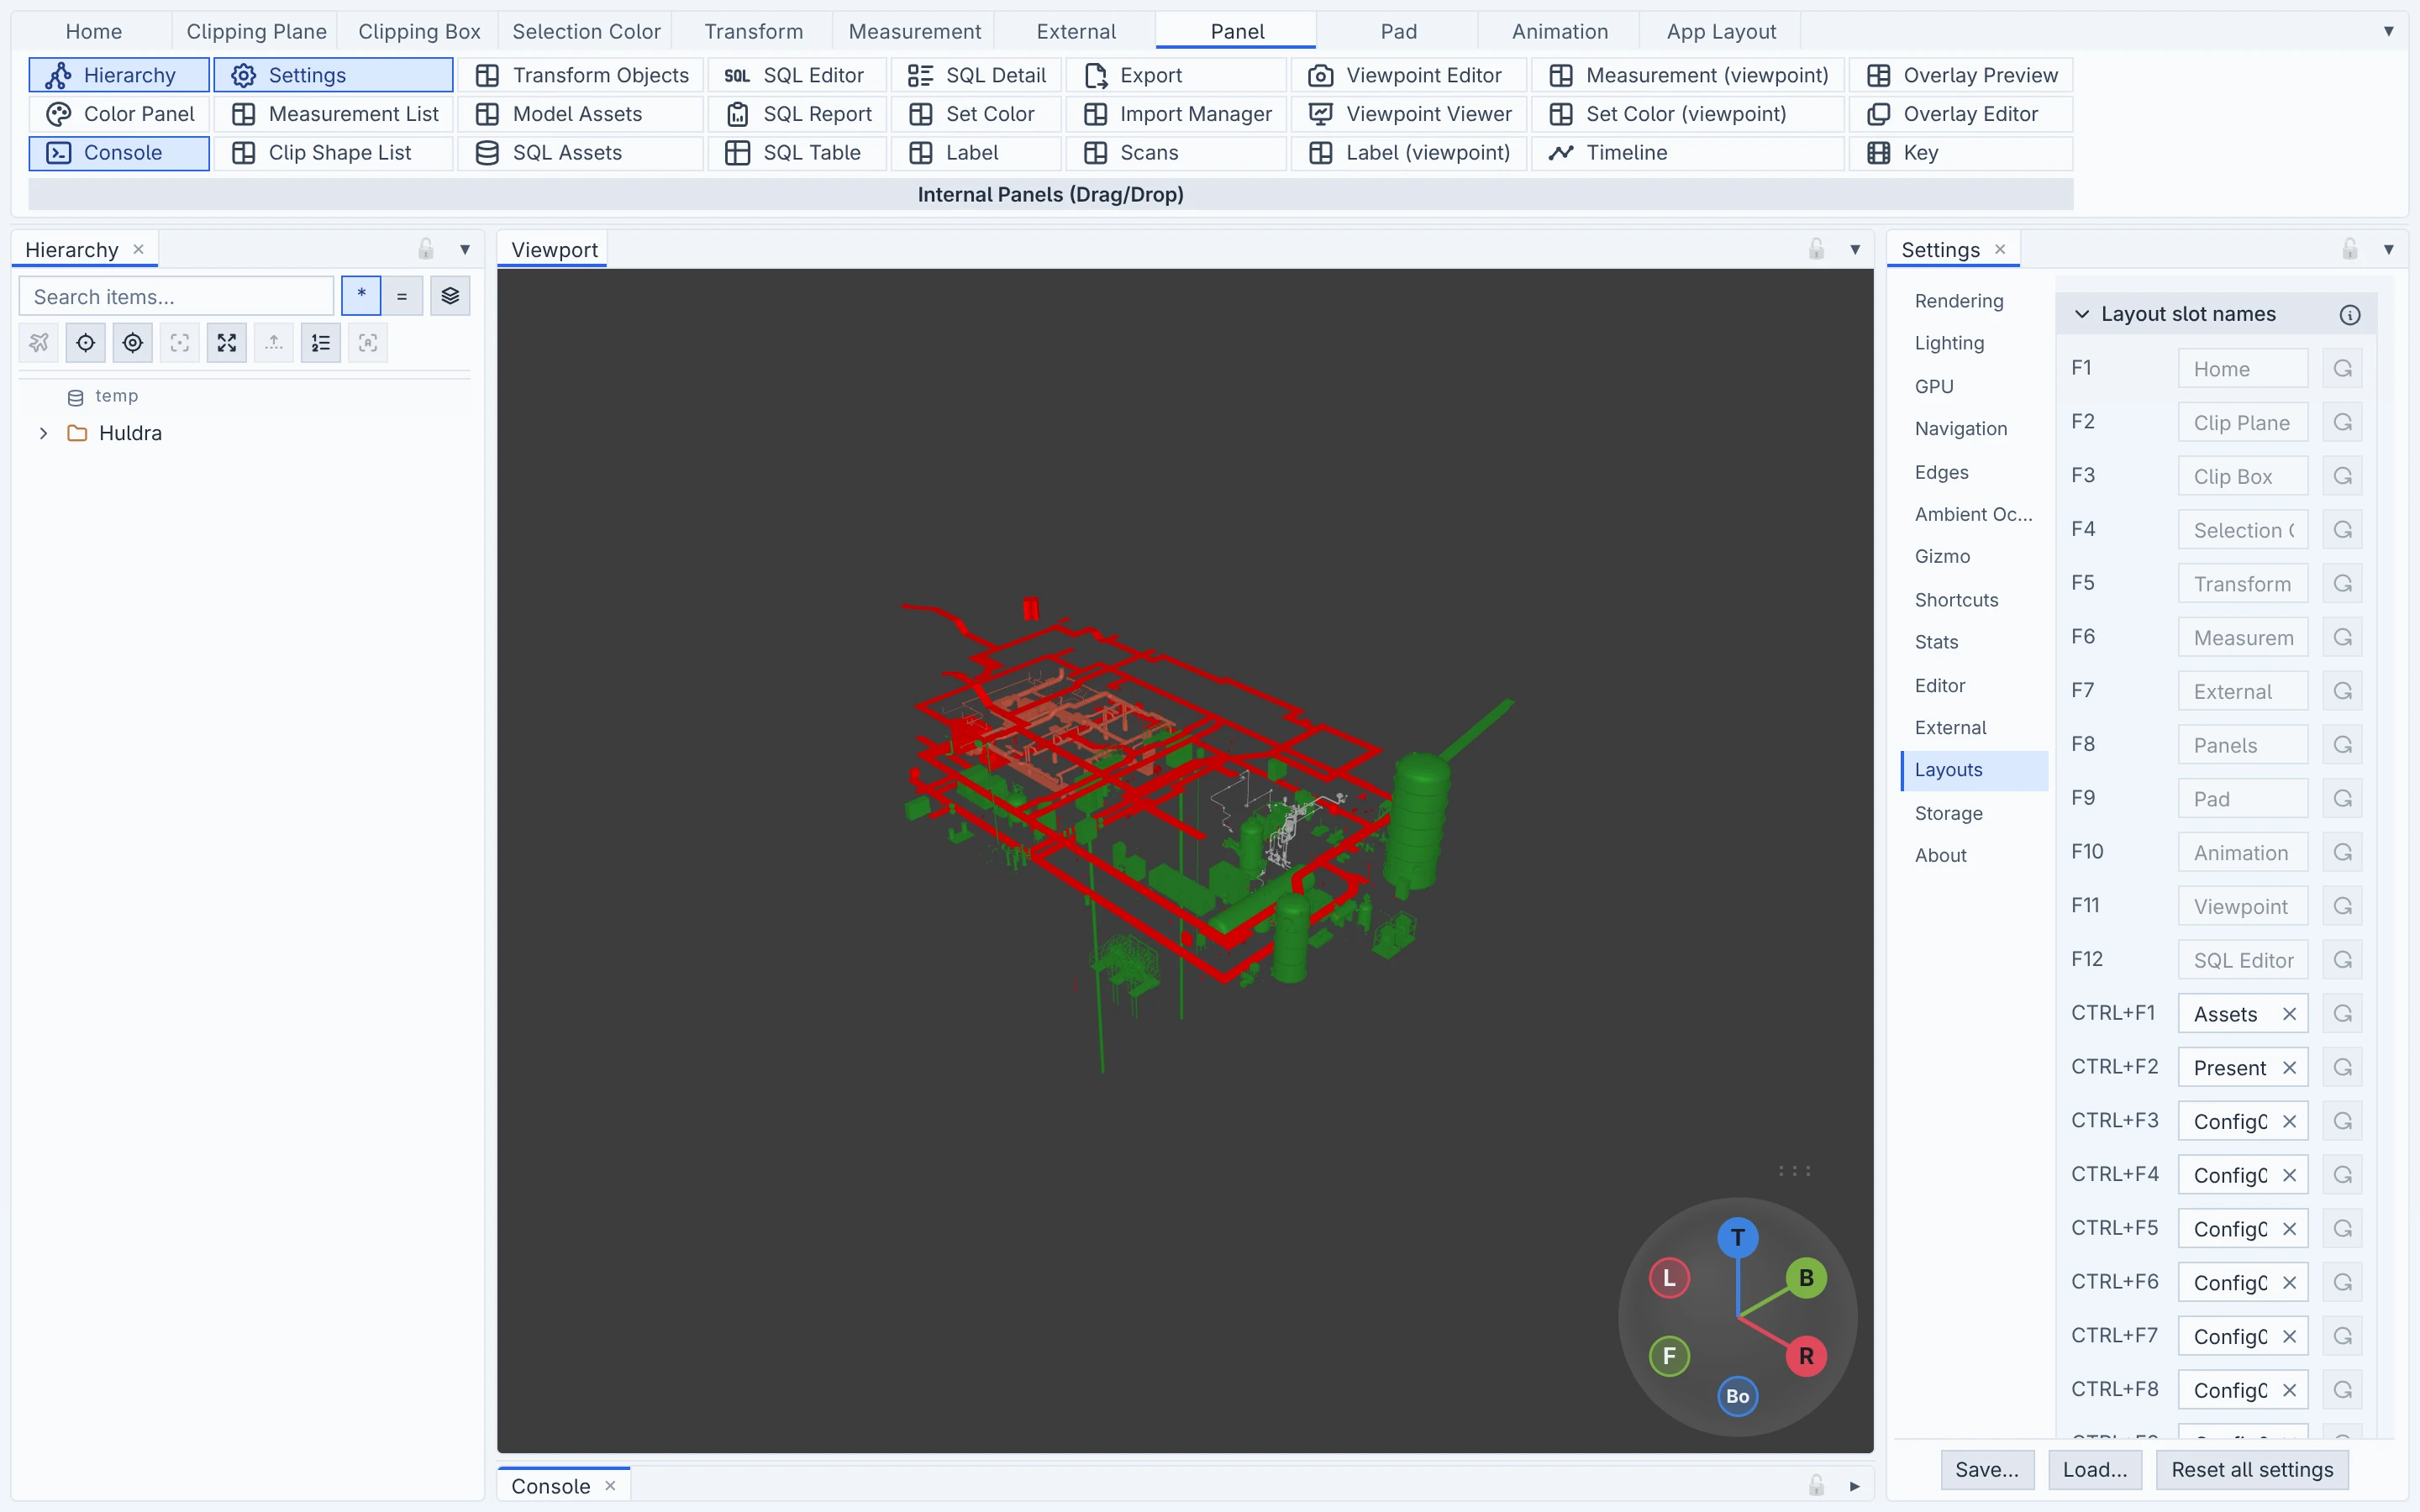 Home Clipping Plane Clipping Box Selection Color Transform Measurement External Panel Pad Animation App Layout
Hierarchy Settings Transform Objects SQL SQL Editor SQL Detail Export Viewpoint Editor Measurement (viewpoint) Overlay Preview
Color Panel Measurement List Model Assets SQL Report Set Color Import Manager Viewpoint Viewer Set Color (viewpoint) Overlay Editor
Console Clip Shape List SQL Assets SQL Table Label Scans Label (viewpoint) Timeline Key
Internal Panels (Drag/Drop)
Hierarchy
Search items... * =
temp
Huldra
Viewport
T
L
B
F
R
Bo
Console
Settings
Rendering
Lighting
GPU
Navigation
Edges
Ambient Oc...
Gizmo
Shortcuts
Stats
Editor
External
Layouts
Storage
About
Layout slot names
F1 Home
F2 Clip Plane
F3 Clip Box
F4 Selection
F5 Transform
F6 Measurem
F7 External
F8 Panels
F9 Pad
F10 Animation
F11 Viewpoint
F12 SQL Editor
CTRL+F1 Assets
CTRL+F2 Present
CTRL+F3 Config
CTRL+F4 Config
CTRL+F5 Config
CTRL+F6 Config
CTRL+F7 Config
CTRL+F8 Config
Save... Load... Reset all settings